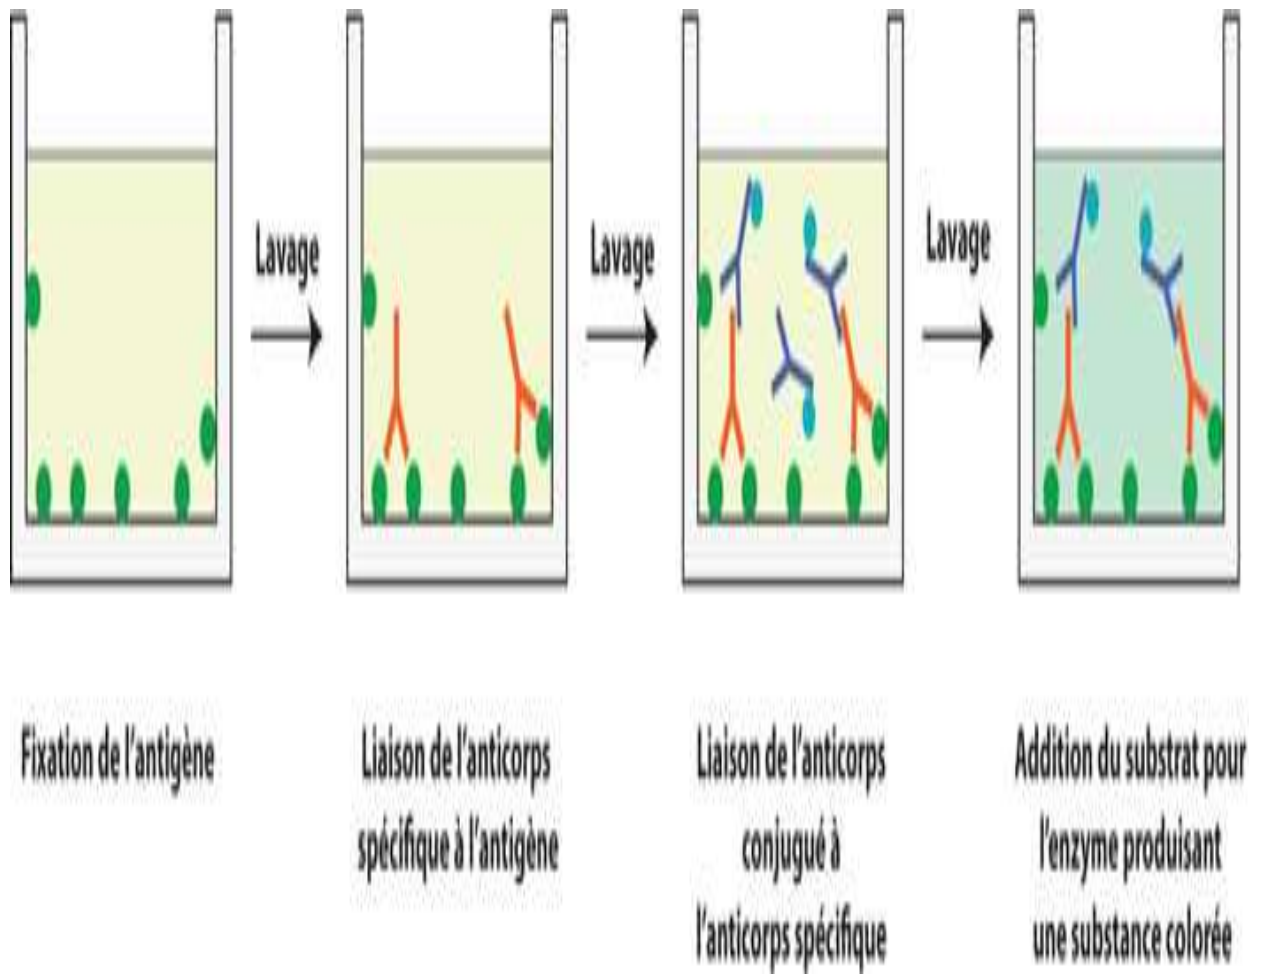 Lavage
Lavage
Lavage
Fixation de l'antigène
Liaison de l'anticorps
spécifique à l'antigène
Liaison de l'anticorps
conjugué à
l'anticorps spécifique
Addition du substrat pour
l'enzyme produisant
une substance colorée